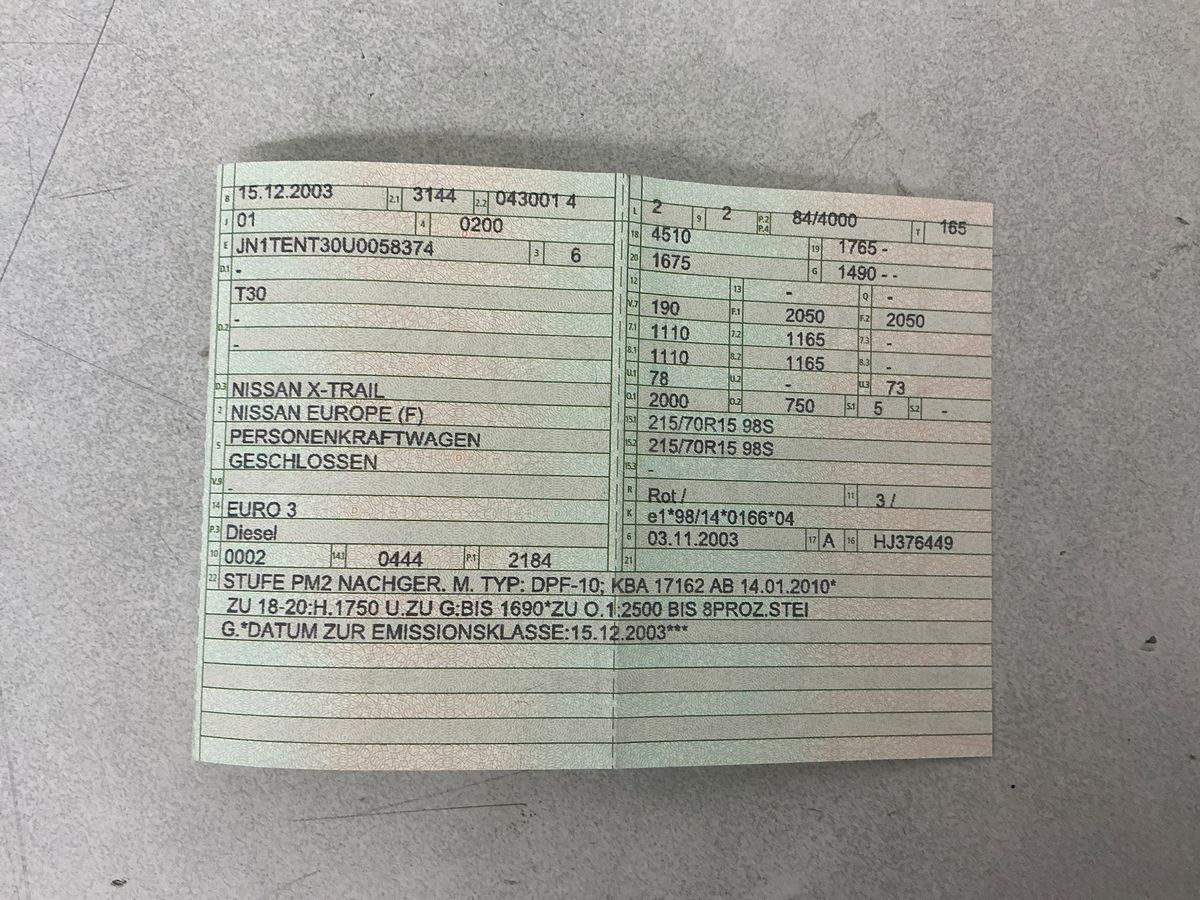 B 15.12.2003 2.1 3144 2.2 043001 4
J 01 4 0200
E JN1TENT30U0058374 3 6
D.1 -
T30
D.2 -
-
D.3 NISSAN X-TRAIL
2 NISSAN EUROPE (F)
5 PERSONENKRAFTWAGEN
GESCHLOSSEN
V.9 -
14 EURO 3
P.3 Diesel
10 0002 14.1 0444 P.1 2184
L 2 9 2 P.2 P.4 84/4000 T 165
18 4510 19 1765 -
20 1675 G 1490 - -
12 13 - Q -
V.7 190 F.1 2050 F.2 2050
7.1 1110 7.2 1165 7.3 -
8.1 1110 8.2 1165 8.3 -
U.1 78 U.2 - U.3 73
O.1 2000 O.2 750 S.1 5 S.2 -
15.1 215/70R15 98S
15.2 215/70R15 98S
15.3 -
R Rot / 11 3 /
K e1*98/14*0166*04
6 03.11.2003 17 A 16 HJ376449
21
22 STUFE PM2 NACHGER. M. TYP: DPF-10; KBA 17162 AB 14.01.2010*
ZU 18-20:H.1750 U.ZU G:BIS 1690*ZU O.1:2500 BIS 8PROZ.STEI
G.*DATUM ZUR EMISSIONSKLASSE:15.12.2003***